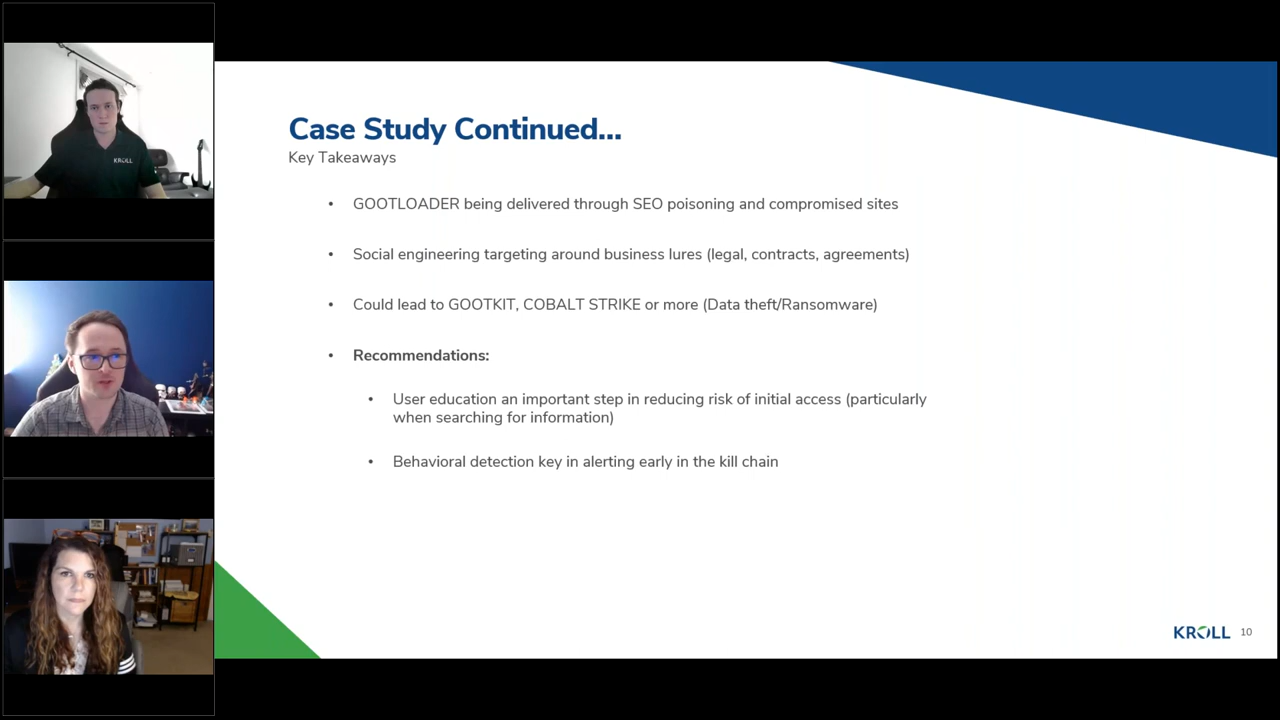 KROLL
Case Study Continued...
Key Takeaways
• GOOTLOADER being delivered through SEO poisoning and compromised sites
• Social engineering targeting around business lures (legal, contracts, agreements)
• Could lead to GOOTKIT, COBALT STRIKE or more (Data theft/Ransomware)
• Recommendations:
• User education an important step in reducing risk of initial access (particularly
when searching for information)
• Behavioral detection key in alerting early in the kill chain
KROLL 10